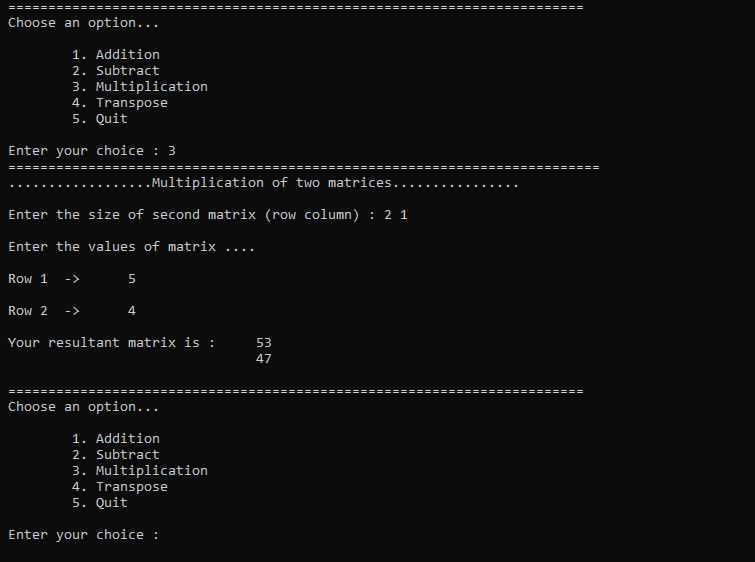 ========================================================================
Choose an option...
1. Addition
2. Subtract
3. Multiplication
4. Transpose
5. Quit
Enter your choice : 3
==========================================================================
..................Multiplication of two matrices................
Enter the size of second matrix (row column) : 2 1
Enter the values of matrix ....
Row 1  ->      5
Row 2  ->      4
Your resultant matrix is :     53
47
========================================================================
Choose an option...
1. Addition
2. Subtract
3. Multiplication
4. Transpose
5. Quit
Enter your choice :